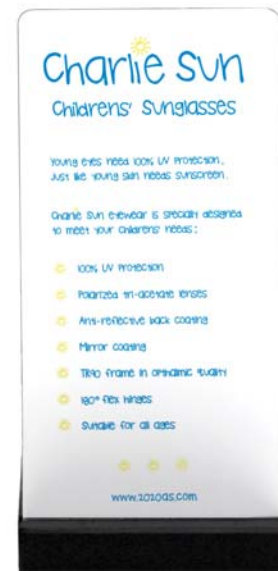 Charlie Sun
Childrens' Sunglasses
Young eyes need 100% UV Protection.
Just like young skin needs sunscreen.
Charlie Sun eyewear is specially designed
to meet your childrens' needs:
100% UV Protection
Polarized tri-acetate lenses
Anti-reflective back coating
Mirror coating
TR90 frame in opthalmic quality
180° flex hinges
Suitable for all ages
www.2020as.com